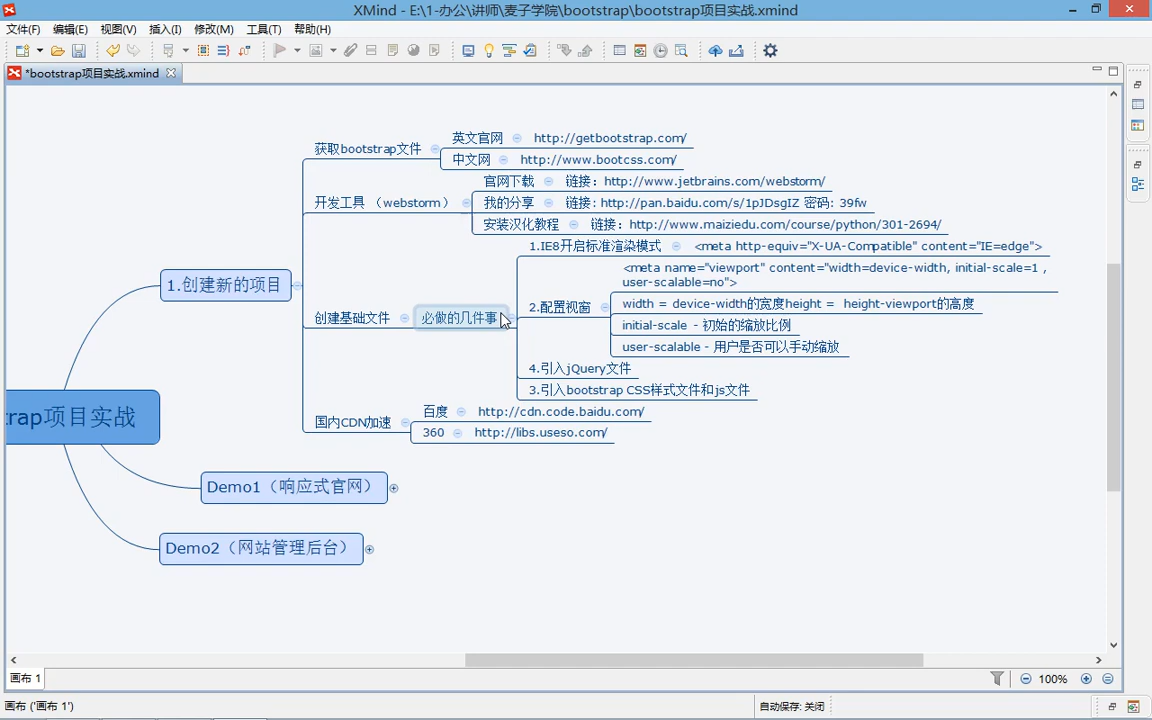 XMind - E:\1-办公\讲师\麦子学院\bootstrap\bootstrap项目实战.xmind
文件(F) 编辑(E) 视图(V) 插入(I) 修改(M) 工具(T) 帮助(H)
*bootstrap项目实战.xmind
获取bootstrap文件
英文官网 http://getbootstrap.com/
中文网 http://www.bootcss.com/
开发工具 （webstorm）
官网下载 链接：http://www.jetbrains.com/webstorm/
我的分享 链接: http://pan.baidu.com/s/1pJDsgIZ 密码: 39fw
安装汉化教程 链接：http://www.maiziedu.com/course/python/301-2694/
1.创建新的项目
创建基础文件
必做的几件事
1.IE8开启标准渲染模式 <meta http-equiv="X-UA-Compatible" content="IE=edge">
2.配置视窗
<meta name="viewport" content="width=device-width, initial-scale=1 ,
user-scalable=no">
width = device-width的宽度height = height-viewport的高度
initial-scale - 初始的缩放比例
user-scalable - 用户是否可以手动缩放
4.引入jQuery文件
3.引入bootstrap CSS样式文件和js文件
国内CDN加速
百度 http://cdn.code.baidu.com/
360 http://libs.useso.com/
trap项目实战
Demo1（响应式官网）
Demo2（网站管理后台）
画布 1
100%
画布 ('画布 1')
自动保存: 关闭